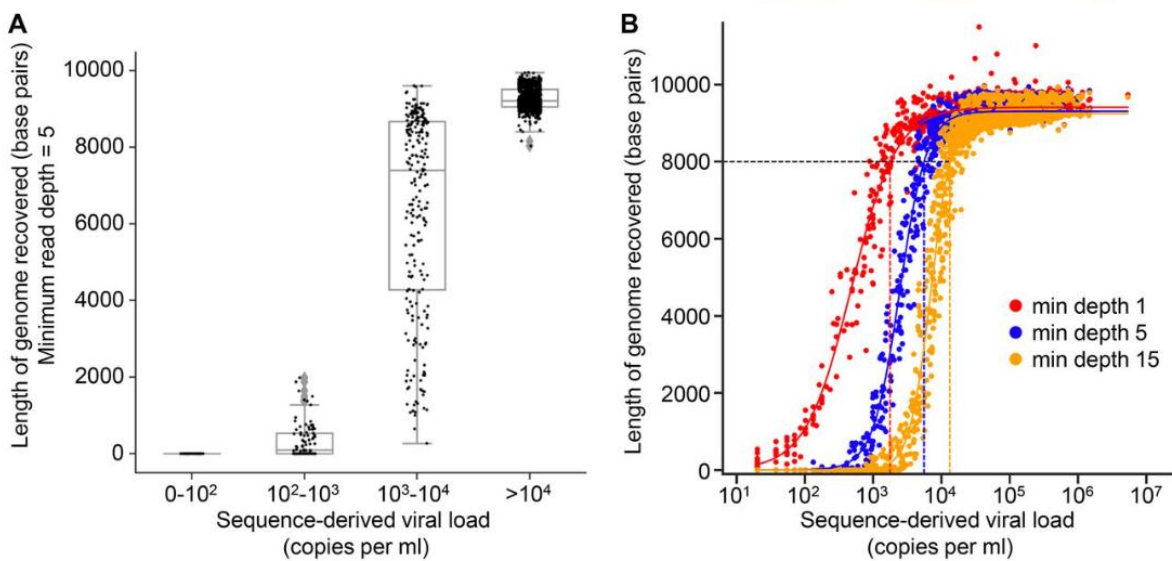 A
Length of genome recovered (base pairs)
Minimum read depth = 5
10000
8000
6000
4000
2000
0
0-10²
10²-10³
10³-10⁴
>10⁴
Sequence-derived viral load
(copies per ml)
B
Length of genome recovered (base pairs)
10000
8000
6000
4000
2000
0
min depth 1
min depth 5
min depth 15
10¹
10²
10³
10⁴
10⁵
10⁶
10⁷
Sequence-derived viral load
(copies per ml)